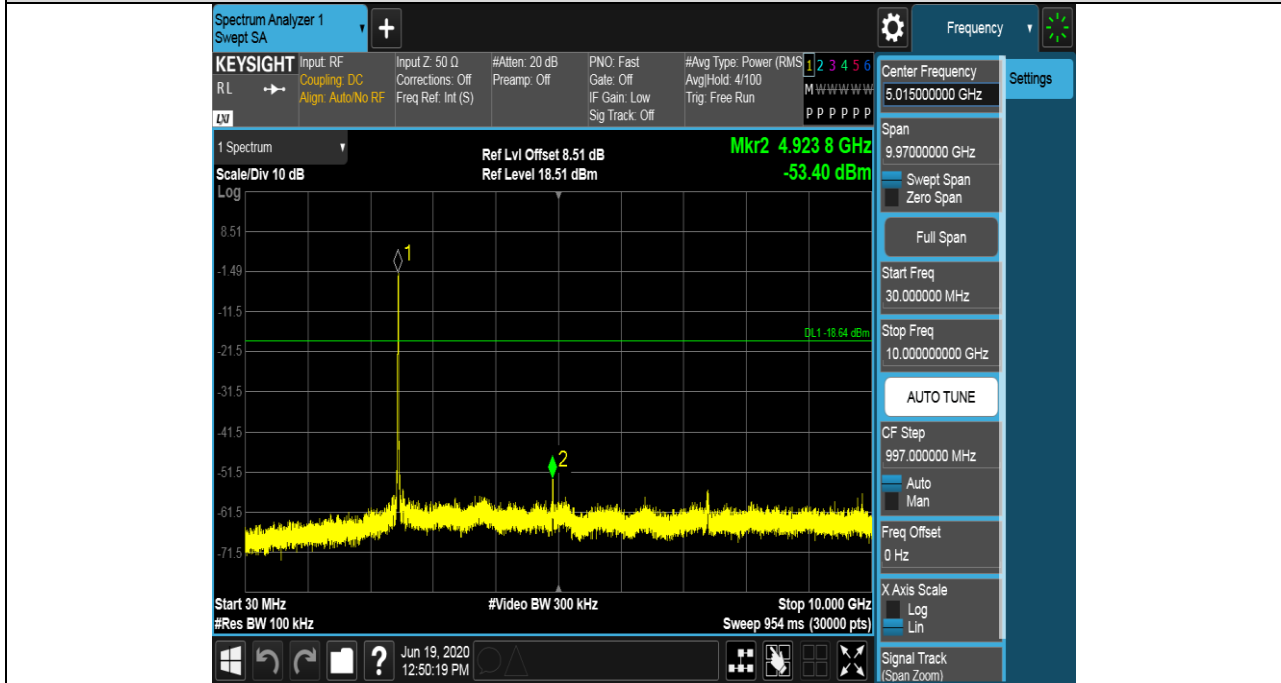 Spectrum Analyzer 1
Swept SA
+
Frequency
KEYSIGHT
RL
LXI
Input: RF
Coupling: DC
Align: Auto/No RF
Input Z: 50 Ω
Corrections: Off
Freq Ref: Int (S)
#Atten: 20 dB
Preamp: Off
PNO: Fast
Gate: Off
IF Gain: Low
Sig Track: Off
#Avg Type: Power (RMS
Avg|Hold: 4/100
Trig: Free Run
1 2 3 4 5 6
M W W W W W
P P P P P P
1 Spectrum
Scale/Div 10 dB
Ref Lvl Offset 8.51 dB
Ref Level 18.51 dBm
Mkr2 4.923 8 GHz
-53.40 dBm
Log
8.51
-1.49
-11.5
-21.5
-31.5
-41.5
-51.5
-61.5
-71.5
1
DL1 -18.64 dBm
2
Start 30 MHz
#Res BW 100 kHz
#Video BW 300 kHz
Stop 10.000 GHz
Sweep 954 ms (30000 pts)
?
Jun 19, 2020
12:50:19 PM
Center Frequency
5.015000000 GHz
Span
9.97000000 GHz
Swept Span
Zero Span
Full Span
Start Freq
30.000000 MHz
Stop Freq
10.000000000 GHz
AUTO TUNE
CF Step
997.000000 MHz
Auto
Man
Freq Offset
0 Hz
X Axis Scale
Log
Lin
Signal Track
(Span Zoom)
Settings